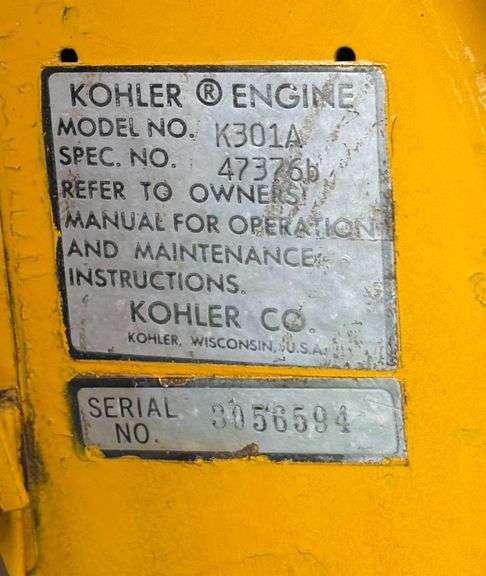 KOHLER ® ENGINE
MODEL NO. K301A
SPEC. NO. 47376b
REFER TO OWNERS
MANUAL FOR OPERATION
AND MAINTENANCE
INSTRUCTIONS.
KOHLER CO.
KOHLER, WISCONSIN, U.S.A.
SERIAL NO. 3056594